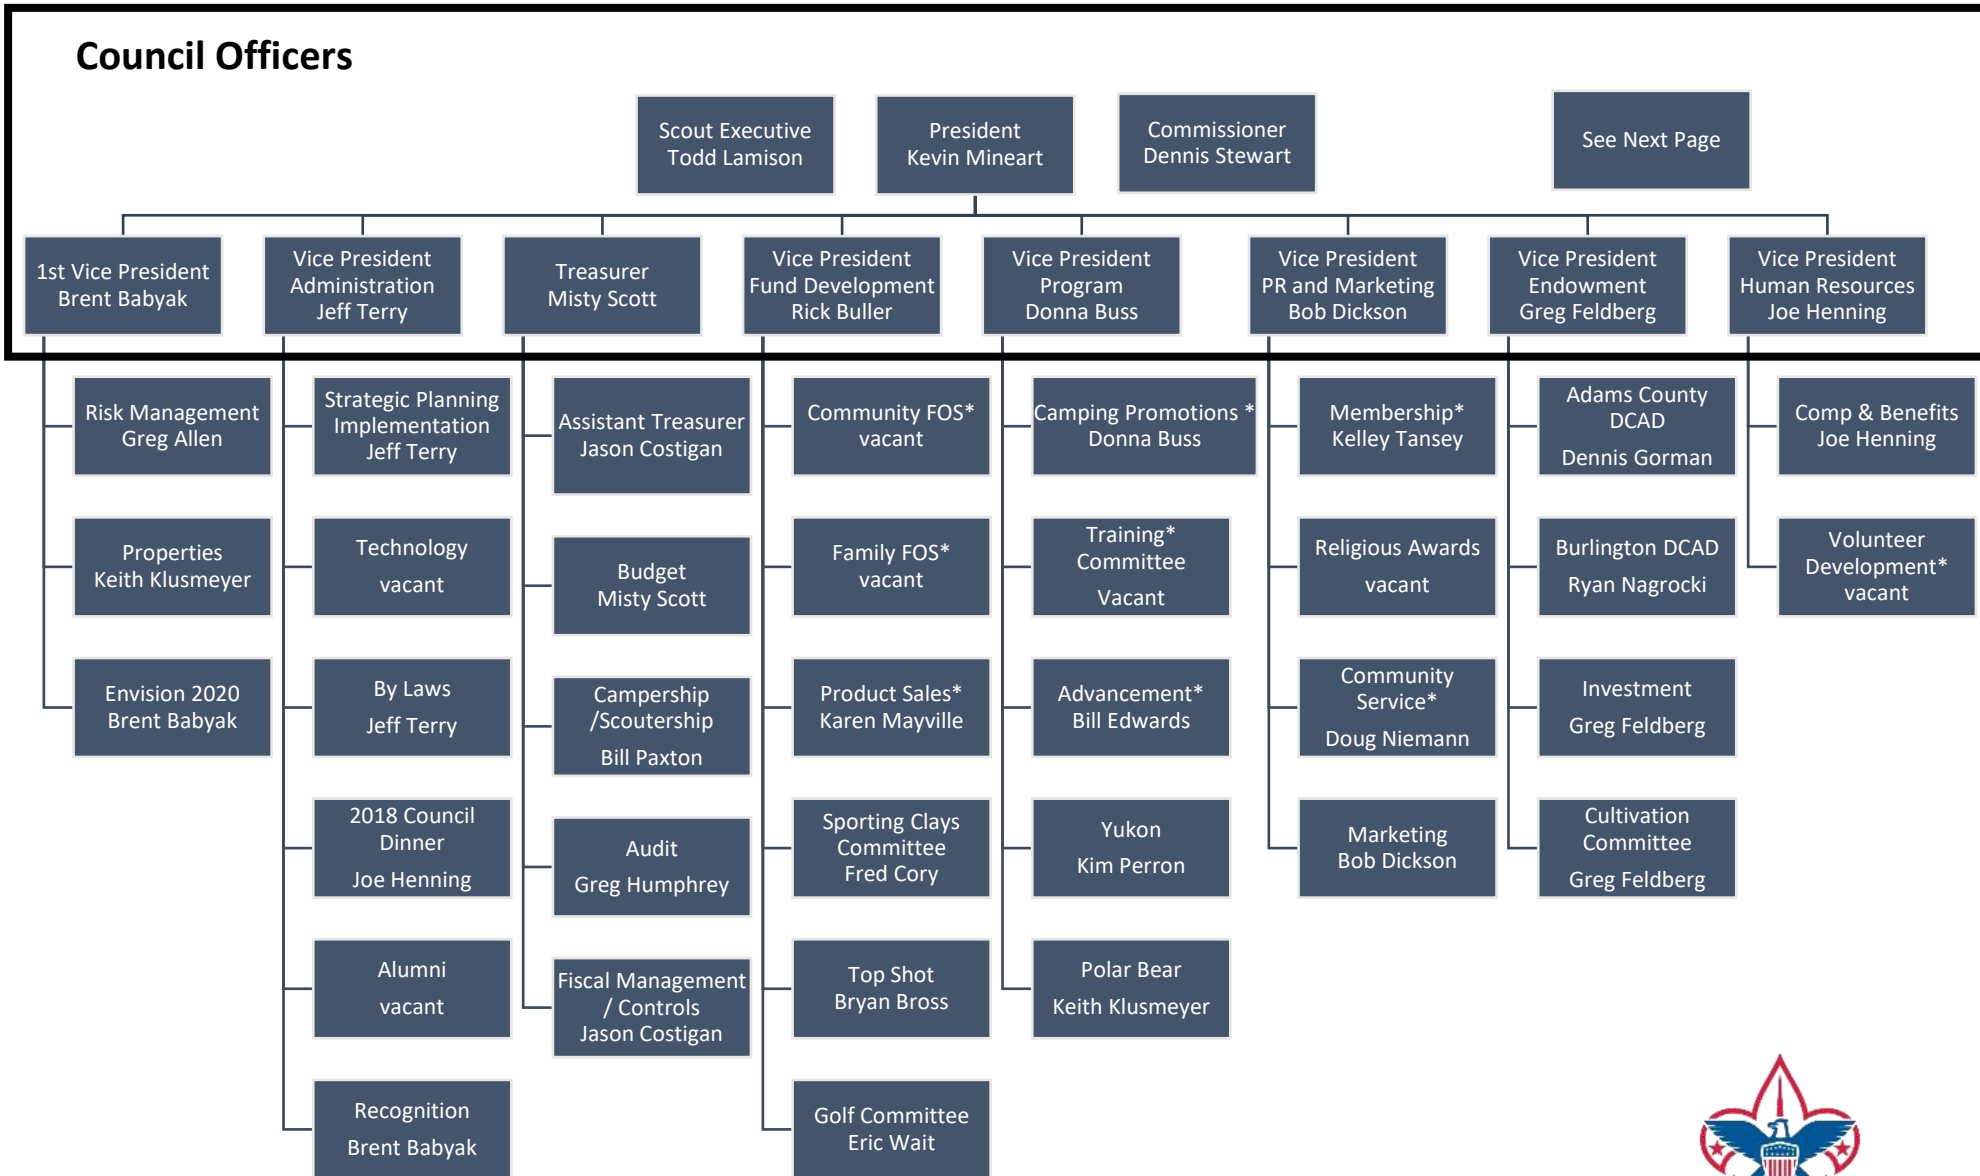 Council Officers
Scout Executive
Todd Lamison
President
Kevin Mineart
Commissioner
Dennis Stewart
See Next Page
1st Vice President
Brent Babyak
Vice President
Administration
Jeff Terry
Treasurer
Misty Scott
Vice President
Fund Development
Rick Buller
Vice President
Program
Donna Buss
Vice President
PR and Marketing
Bob Dickson
Vice President
Endowment
Greg Feldberg
Vice President
Human Resources
Joe Henning
Risk Management
Greg Allen
Properties
Keith Klusmeyer
Envision 2020
Brent Babyak
Strategic Planning
Implementation
Jeff Terry
Technology
vacant
By Laws
Jeff Terry
2018 Council
Dinner
Joe Henning
Alumni
vacant
Recognition
Brent Babyak
Assistant Treasurer
Jason Costigan
Budget
Misty Scott
Campership
/Scoutership
Bill Paxton
Audit
Greg Humphrey
Fiscal Management
/ Controls
Jason Costigan
Community FOS*
vacant
Family FOS*
vacant
Product Sales*
Karen Mayville
Sporting Clays
Committee
Fred Cory
Top Shot
Bryan Bross
Golf Committee
Eric Wait
Camping Promotions *
Donna Buss
Training*
Committee
Vacant
Advancement*
Bill Edwards
Yukon
Kim Perron
Polar Bear
Keith Klusmeyer
Membership*
Kelley Tansey
Religious Awards
vacant
Community
Service*
Doug Niemann
Marketing
Bob Dickson
Adams County
DCAD
Dennis Gorman
Burlington DCAD
Ryan Nagrocki
Investment
Greg Feldberg
Cultivation
Committee
Greg Feldberg
Comp & Benefits
Joe Henning
Volunteer
Development*
vacant